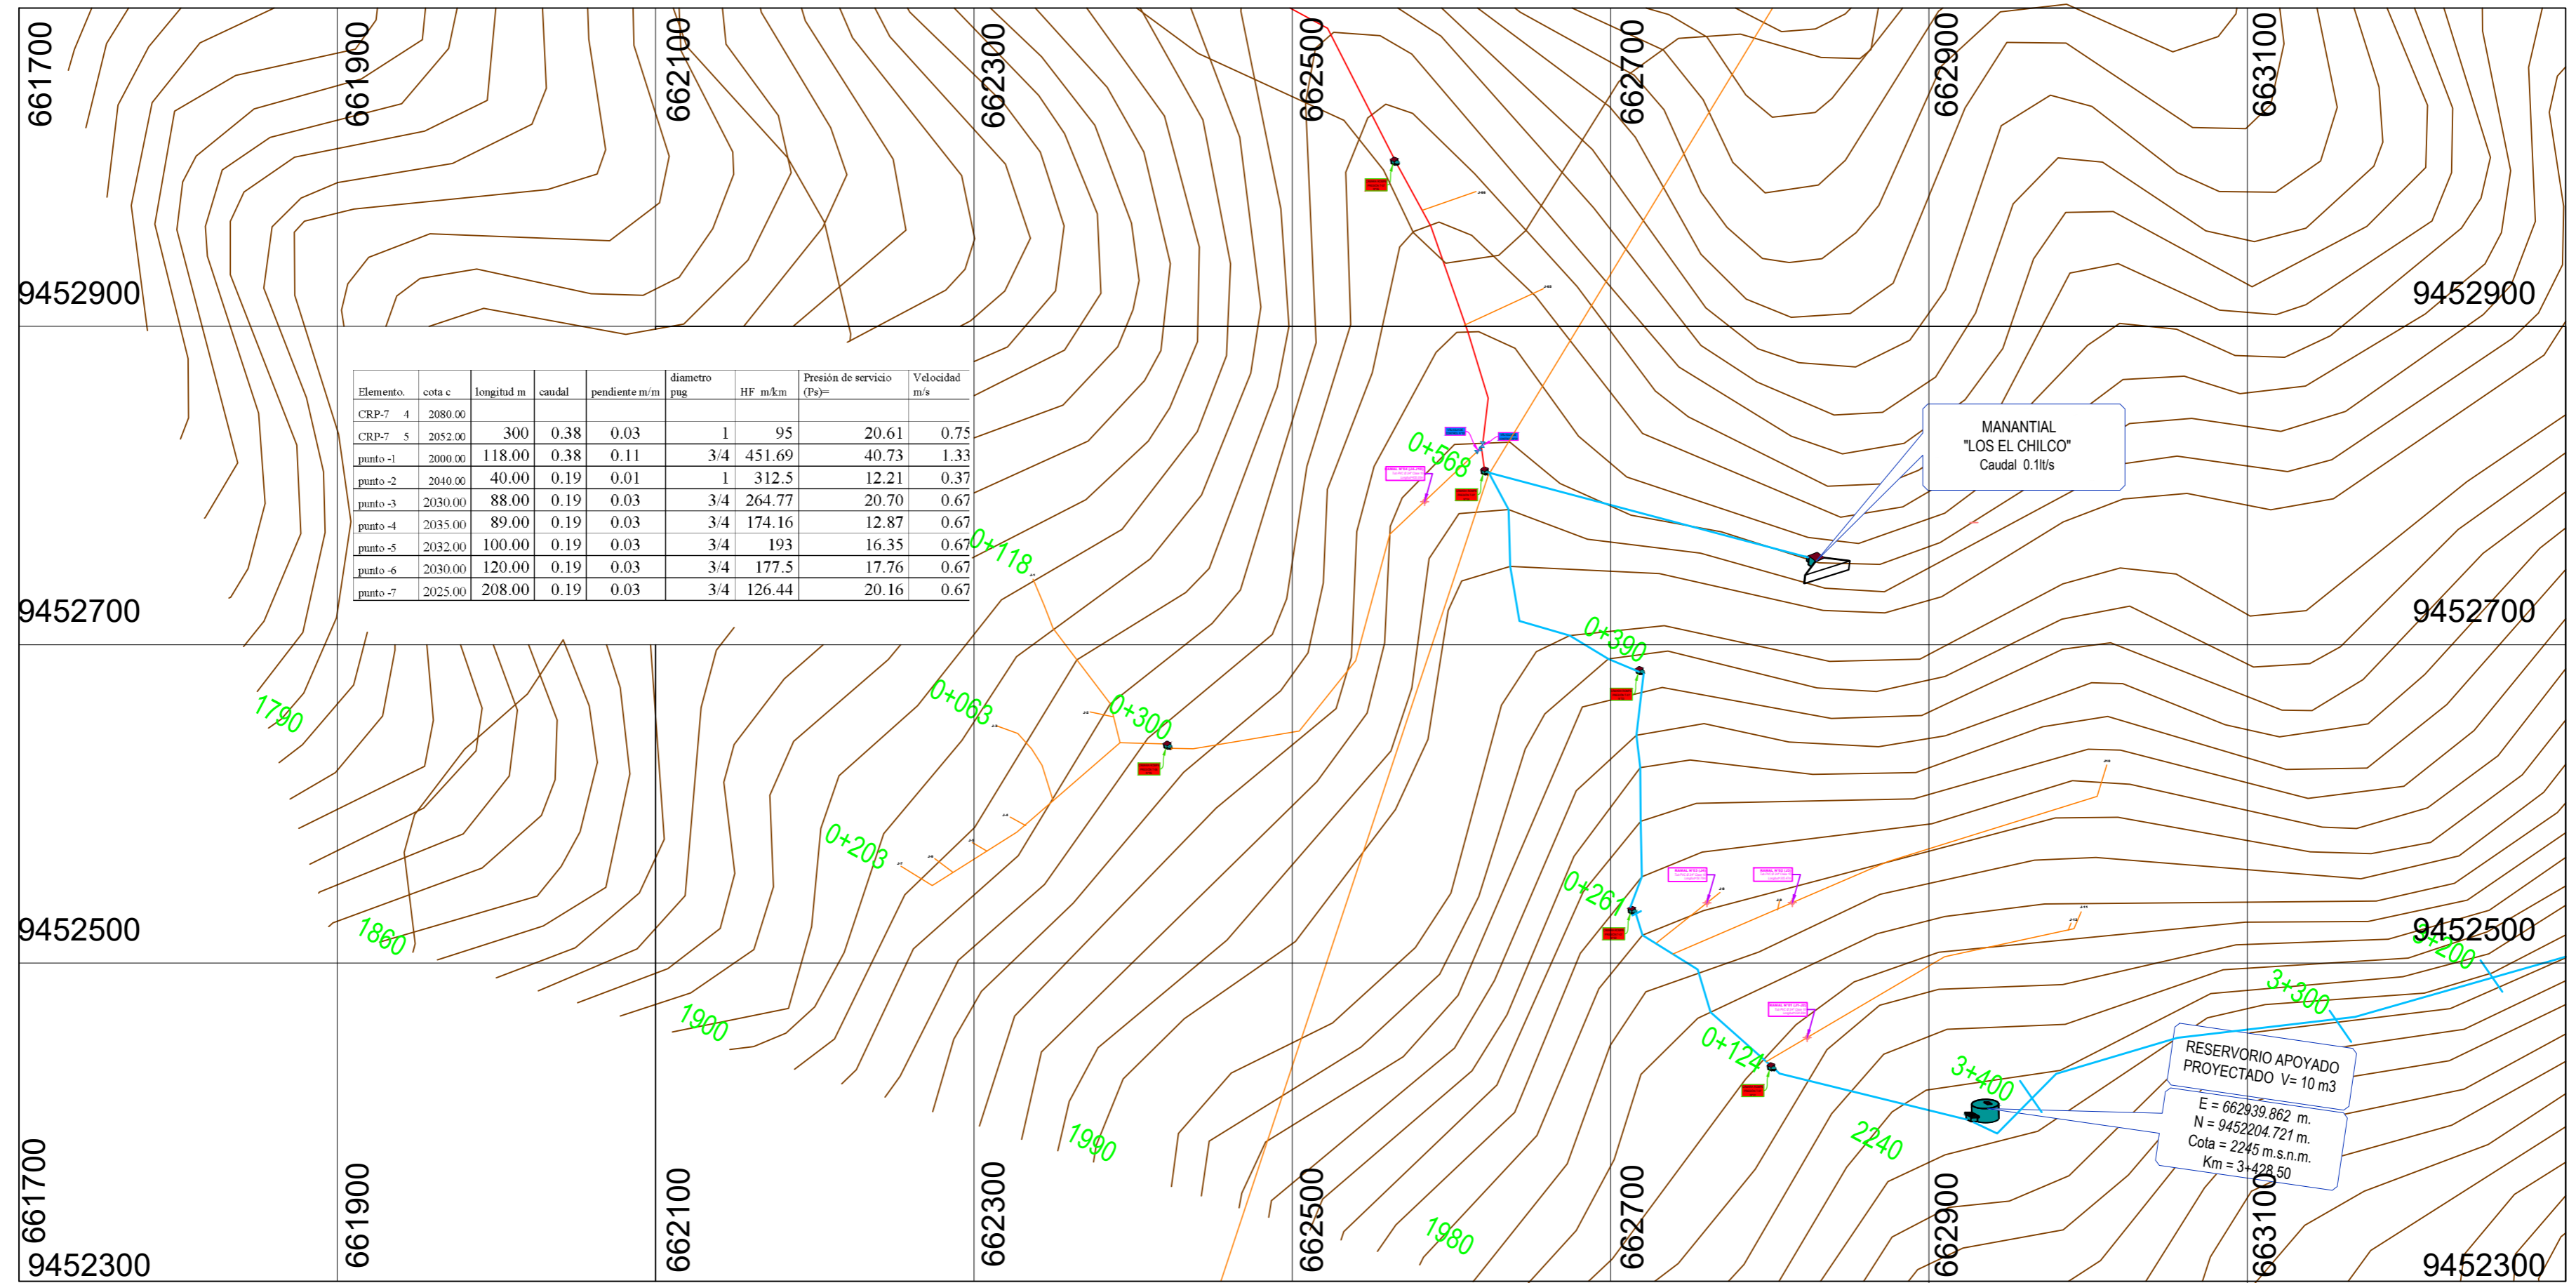 661700
661900
662100
662300
662500
662700
662900
663100
9452900
9452900
Elemento. cota c longitud m caudal pendiente m/m diametro pug HF m/km Presión de servicio (Ps)= Velocidad m/s
CRP-7 4 2080.00
CRP-7 5 2052.00 300 0.38 0.03 1 95 20.61 0.75
punto -1 2000.00 118.00 0.38 0.11 3/4 451.69 40.73 1.33
punto -2 2040.00 40.00 0.19 0.01 1 312.5 12.21 0.37
punto -3 2030.00 88.00 0.19 0.03 3/4 264.77 20.70 0.67
punto -4 2035.00 89.00 0.19 0.03 3/4 174.16 12.87 0.67
punto -5 2032.00 100.00 0.19 0.03 3/4 193 16.35 0.67
punto -6 2030.00 120.00 0.19 0.03 3/4 177.5 17.76 0.67
punto -7 2025.00 208.00 0.19 0.03 3/4 126.44 20.16 0.67
MANANTIAL
"LOS EL CHILCO"
Caudal 0.1lt/s
0+568
0+118
9452700
9452700
0+390
0+063
0+300
1790
0+203
0+261
9452500
9452500
1860
3+200
3+300
1900
0+124
3+400
RESERVORIO APOYADO
PROYECTADO V= 10 m3
E = 662939.862 m.
N = 9452204.721 m.
Cota = 2245 m.s.n.m.
Km = 3+428.50
1990
2240
1980
661700
661900
662100
662300
662500
662700
662900
663100
9452300
9452300